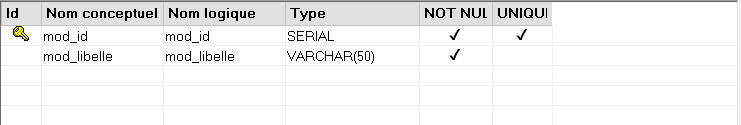 Id Nom conceptuel Nom logique Type NOT NUL UNIQUI
mod_id mod_id SERIAL ✓ ✓
mod_libelle mod_libelle VARCHAR(50) ✓